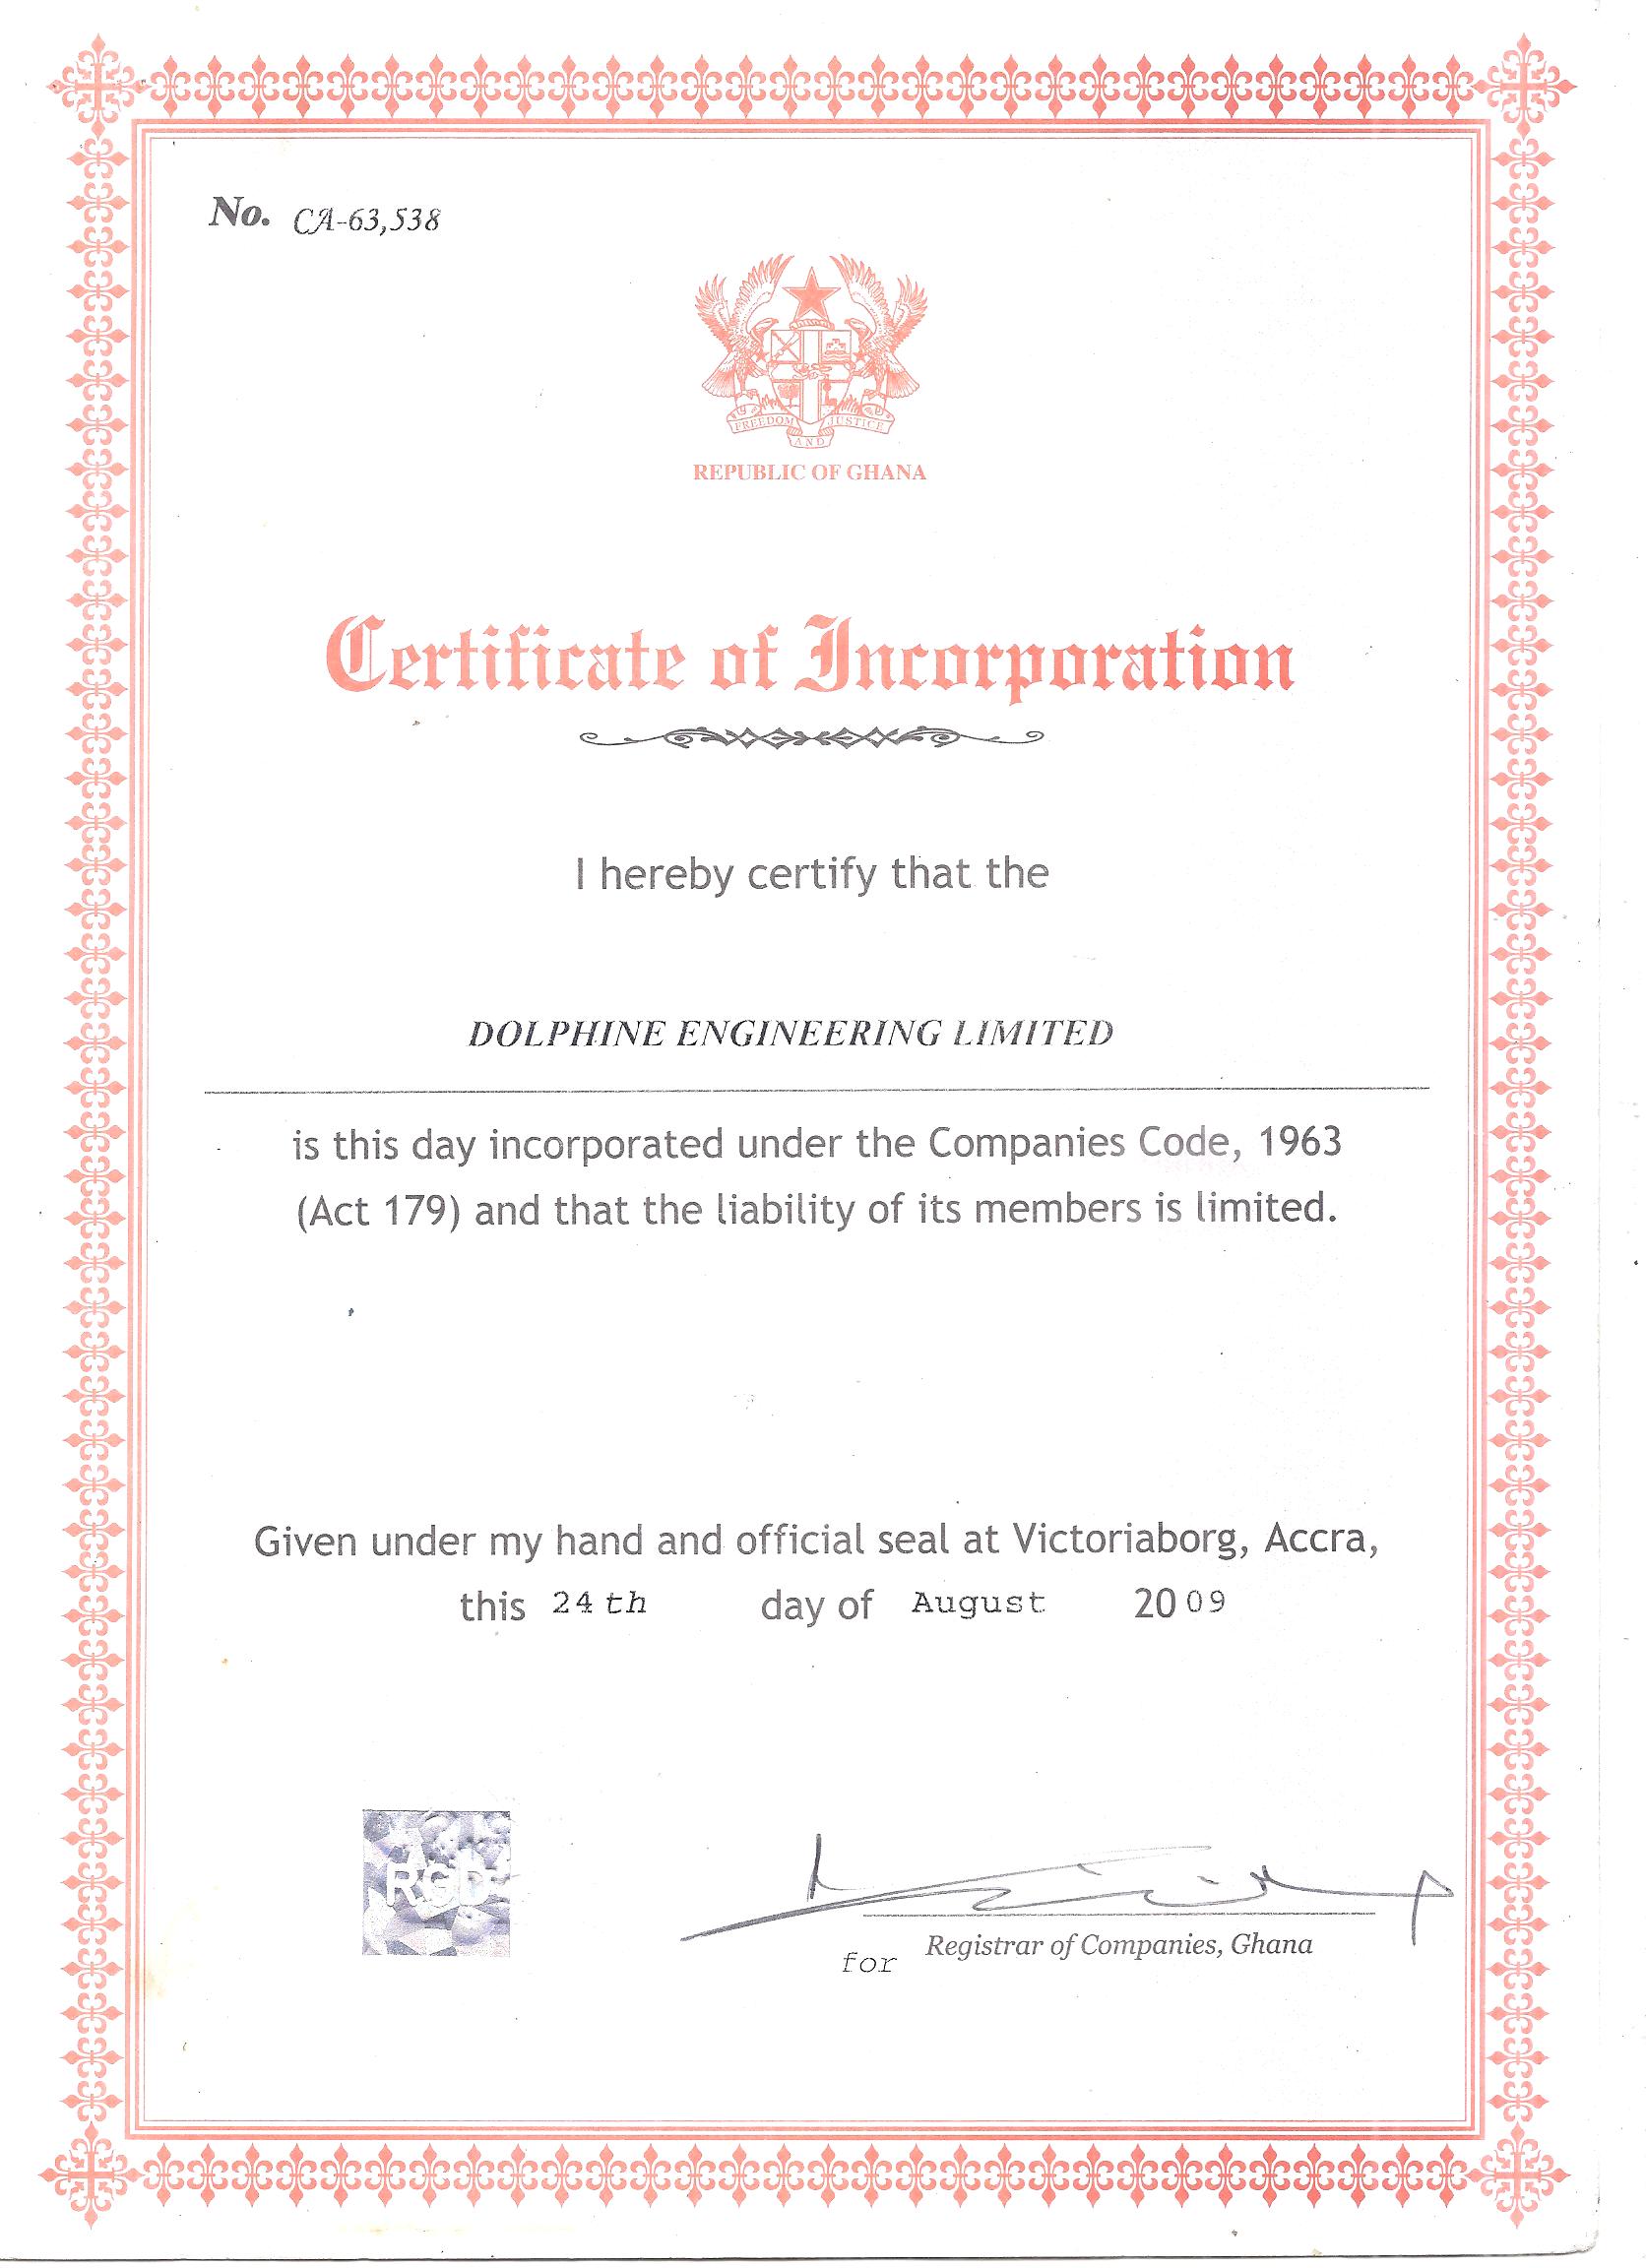 No. CA-63,538
FREEDOM AND JUSTICE
REPUBLIC OF GHANA
Certificate of Incorporation
I hereby certify that the
DOLPHINE ENGINEERING LIMITED
is this day incorporated under the Companies Code, 1963
(Act 179) and that the liability of its members is limited.
Given under my hand and official seal at Victoriaborg, Accra,
this 24th day of August 2009
RGD
for Registrar of Companies, Ghana